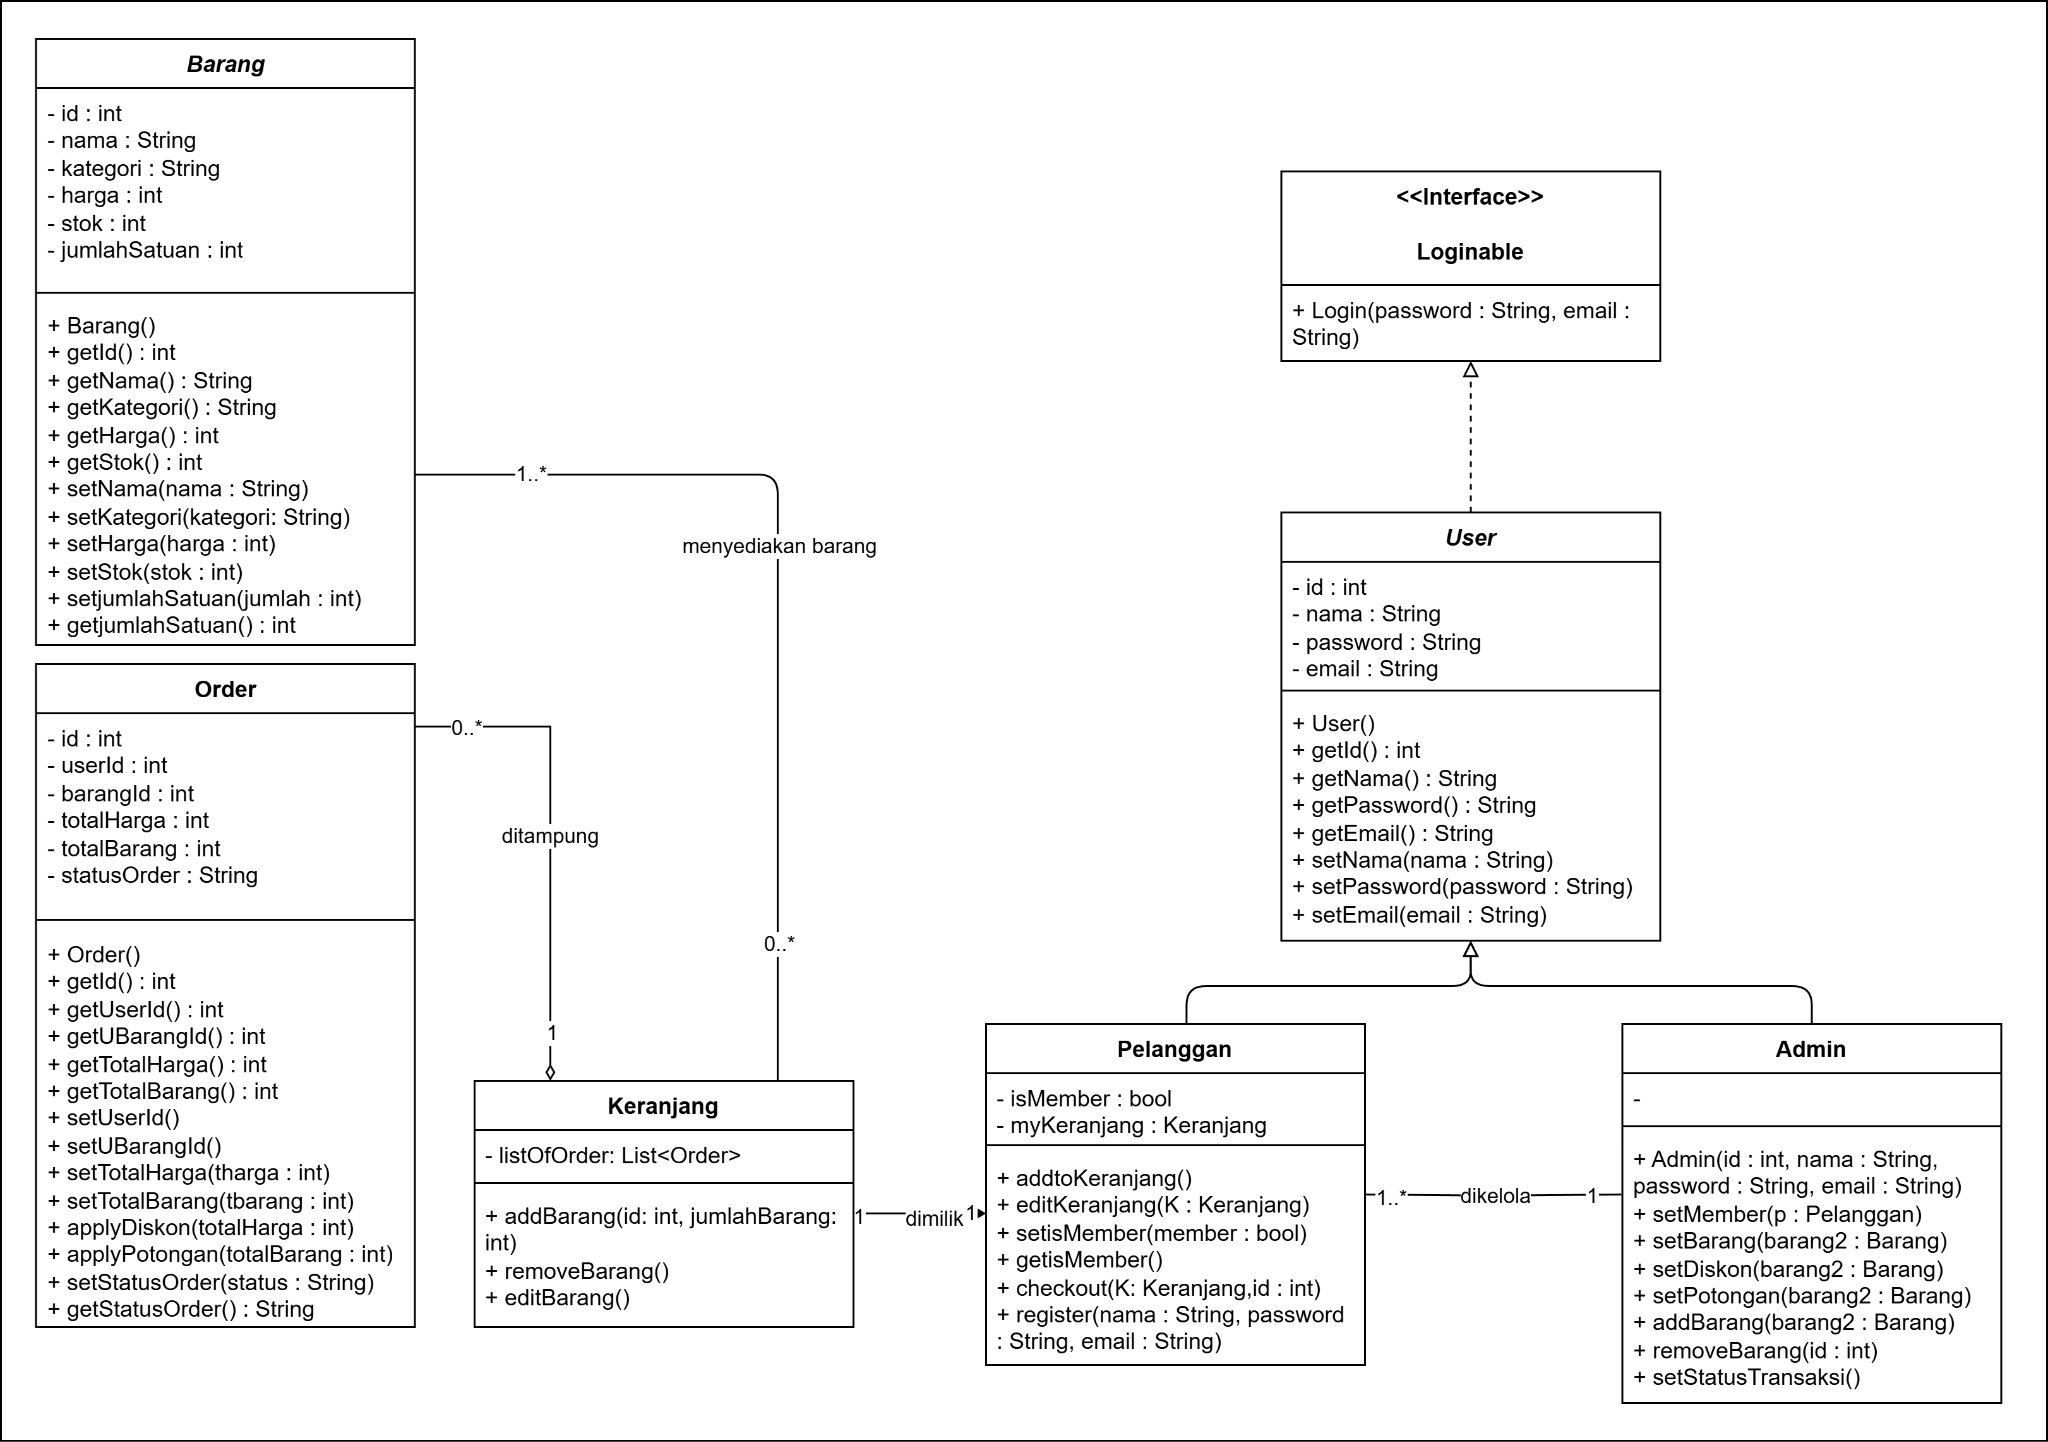 Barang
- id : int
- nama : String
- kategori : String
- harga : int
- stok : int
- jumlahSatuan : int
+ Barang()
+ getId() : int
+ getNama() : String
+ getKategori() : String
+ getHarga() : int
+ getStok() : int
+ setNama(nama : String)
+ setKategori(kategori: String)
+ setHarga(harga : int)
+ setStok(stok : int)
+ setjumlahSatuan(jumlah : int)
+ getjumlahSatuan() : int
1..*
menyediakan barang
0..*
Order
- id : int
- userId : int
- barangId : int
- totalHarga : int
- totalBarang : int
- statusOrder : String
+ Order()
+ getId() : int
+ getUserId() : int
+ getUBarangId() : int
+ getTotalHarga() : int
+ getTotalBarang() : int
+ setUserId()
+ setUBarangId()
+ setTotalHarga(tharga : int)
+ setTotalBarang(tbarang : int)
+ applyDiskon(totalHarga : int)
+ applyPotongan(totalBarang : int)
+ setStatusOrder(status : String)
+ getStatusOrder() : String
0..*
ditampung
1
Keranjang
- listOfOrder: List<Order>
+ addBarang(id: int, jumlahBarang:
int)
+ removeBarang()
+ editBarang()
1
dimilik
1
<<Interface>>
Loginable
+ Login(password : String, email :
String)
User
- id : int
- nama : String
- password : String
- email : String
+ User()
+ getId() : int
+ getNama() : String
+ getPassword() : String
+ getEmail() : String
+ setNama(nama : String)
+ setPassword(password : String)
+ setEmail(email : String)
Pelanggan
- isMember : bool
- myKeranjang : Keranjang
+ addtoKeranjang()
+ editKeranjang(K : Keranjang)
+ setisMember(member : bool)
+ getisMember()
+ checkout(K: Keranjang,id : int)
+ register(nama : String, password
: String, email : String)
1..*
dikelola
1
Admin
-
+ Admin(id : int, nama : String,
password : String, email : String)
+ setMember(p : Pelanggan)
+ setBarang(barang2 : Barang)
+ setDiskon(barang2 : Barang)
+ setPotongan(barang2 : Barang)
+ addBarang(barang2 : Barang)
+ removeBarang(id : int)
+ setStatusTransaksi()